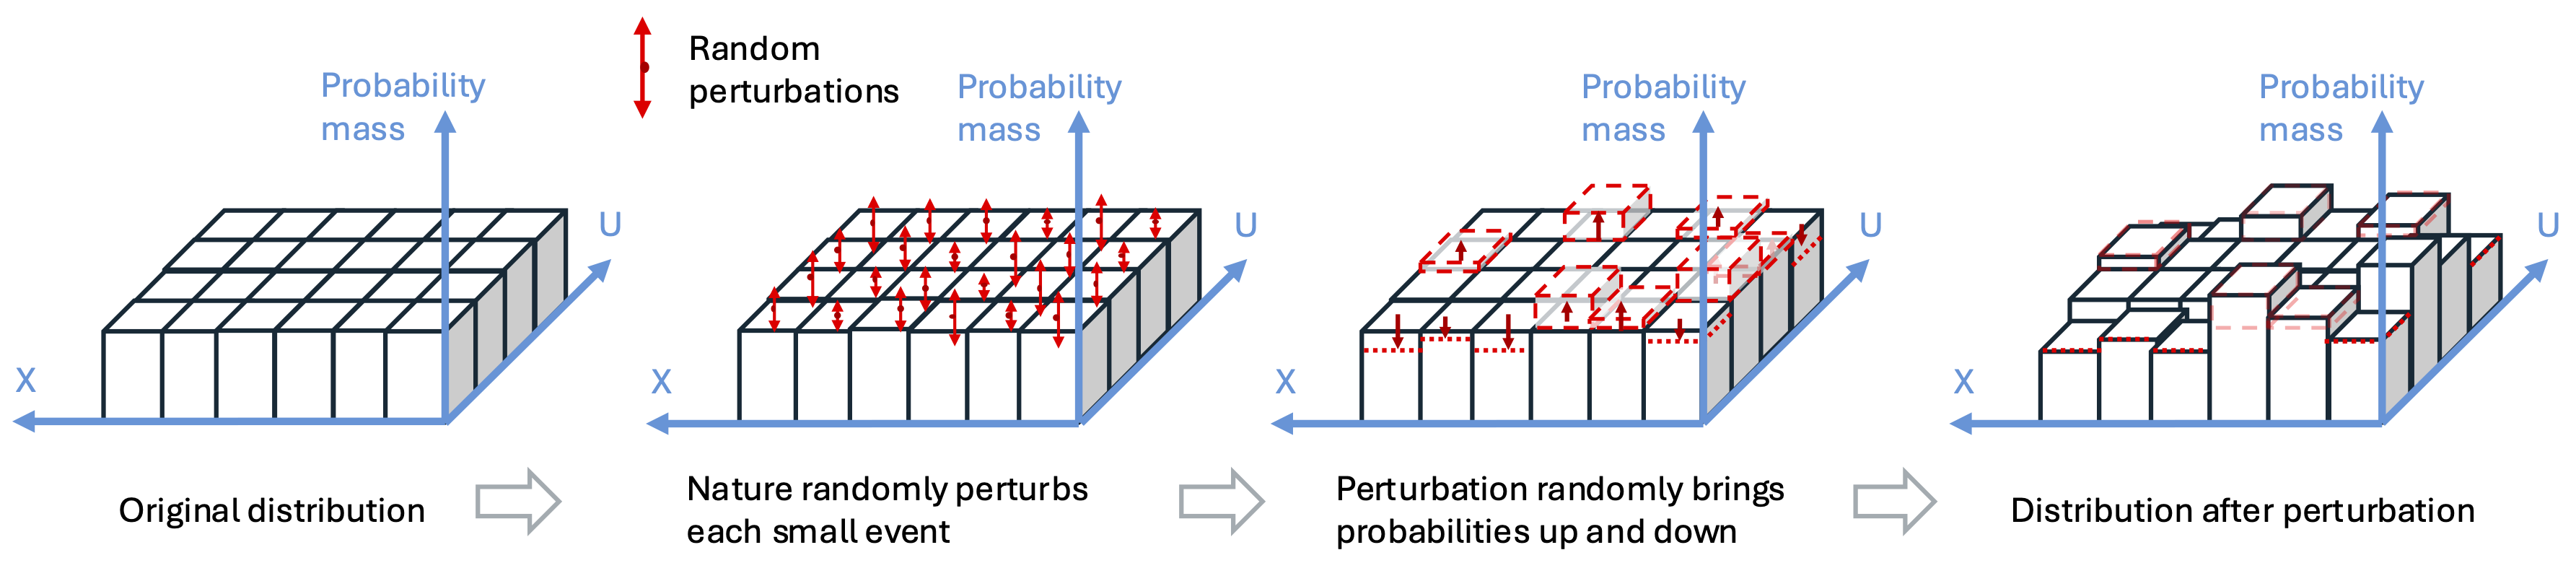 Random
perturbations
Probability
mass
U
X
Probability
mass
U
X
Probability
mass
U
X
Probability
mass
U
X
Original distribution
Nature randomly perturbs
each small event
Perturbation randomly brings
probabilities up and down
Distribution after perturbation